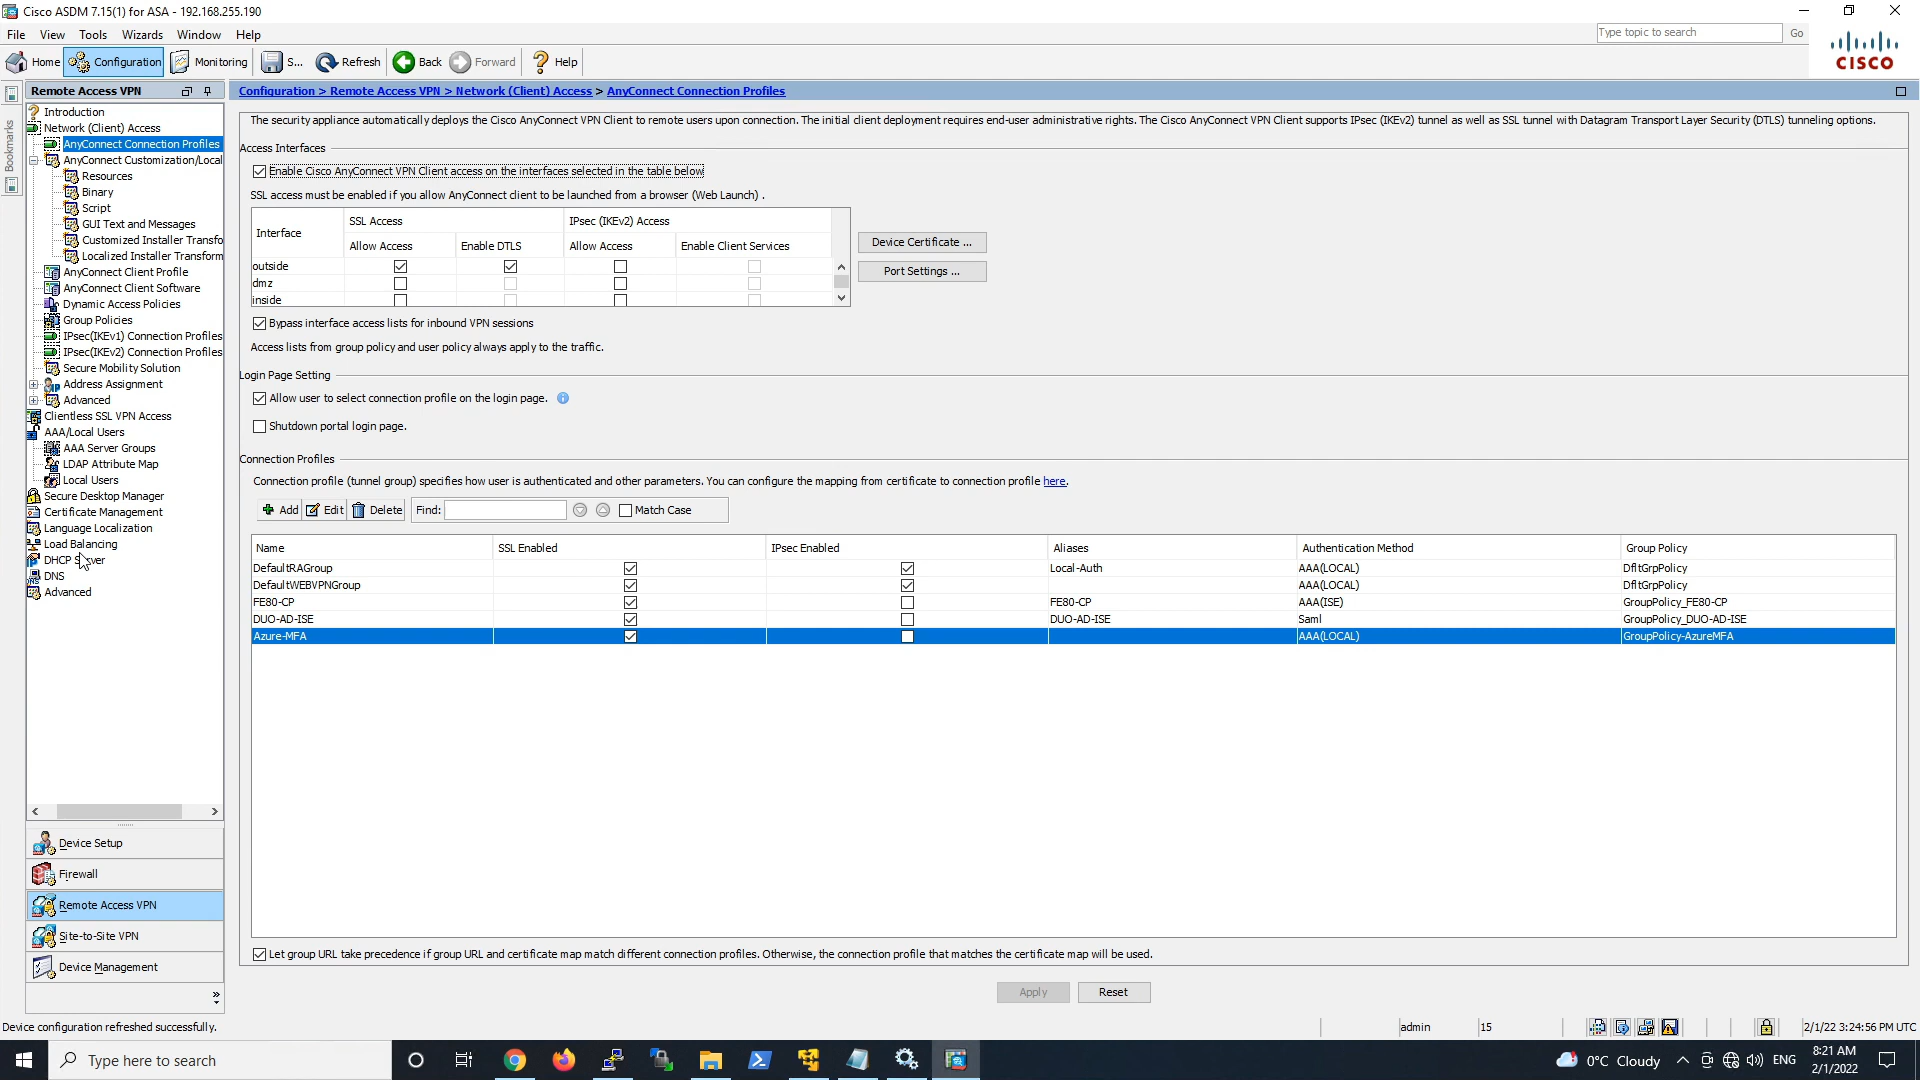 Cisco ASDM 7.15(1) for ASA - 192.168.255.190
File View Tools Wizards Window Help
Type topic to search Go
CISCO
Home Configuration Monitoring S... Refresh Back Forward Help
Bookmarks
Remote Access VPN
Configuration > Remote Access VPN > Network (Client) Access > AnyConnect Connection Profiles
Introduction
Network (Client) Access
AnyConnect Connection Profiles
AnyConnect Customization/Local
Resources
Binary
Script
GUI Text and Messages
Customized Installer Transfo
Localized Installer Transform
AnyConnect Client Profile
AnyConnect Client Software
Dynamic Access Policies
Group Policies
IPsec(IKEv1) Connection Profiles
IPsec(IKEv2) Connection Profiles
Secure Mobility Solution
Address Assignment
Advanced
Clientless SSL VPN Access
AAA/Local Users
AAA Server Groups
LDAP Attribute Map
Local Users
Secure Desktop Manager
Certificate Management
Language Localization
Load Balancing
DHCP Server
DNS
Advanced
Device Setup
Firewall
Remote Access VPN
Site-to-Site VPN
Device Management
The security appliance automatically deploys the Cisco AnyConnect VPN Client to remote users upon connection. The initial client deployment requires end-user administrative rights. The Cisco AnyConnect VPN Client supports IPsec (IKEv2) tunnel as well as SSL tunnel with Datagram Transport Layer Security (DTLS) tunneling options.
Access Interfaces
Enable Cisco AnyConnect VPN Client access on the interfaces selected in the table below
SSL access must be enabled if you allow AnyConnect client to be launched from a browser (Web Launch) .
Interface SSL Access IPsec (IKEv2) Access
Allow Access Enable DTLS Allow Access Enable Client Services
outside
dmz
inside
Device Certificate ...
Port Settings ...
Bypass interface access lists for inbound VPN sessions
Access lists from group policy and user policy always apply to the traffic.
Login Page Setting
Allow user to select connection profile on the login page.
Shutdown portal login page.
Connection Profiles
Connection profile (tunnel group) specifies how user is authenticated and other parameters. You can configure the mapping from certificate to connection profile here.
Add Edit Delete Find: Match Case
Name SSL Enabled IPsec Enabled Aliases Authentication Method Group Policy
DefaultRAGroup Local-Auth AAA(LOCAL) DfltGrpPolicy
DefaultWEBVPNGroup AAA(LOCAL) DfltGrpPolicy
FE80-CP FE80-CP AAA(ISE) GroupPolicy_FE80-CP
DUO-AD-ISE DUO-AD-ISE Saml GroupPolicy_DUO-AD-ISE
Azure-MFA AAA(LOCAL) GroupPolicy-AzureMFA
Let group URL take precedence if group URL and certificate map match different connection profiles. Otherwise, the connection profile that matches the certificate map will be used.
Apply Reset
Device configuration refreshed successfully. admin 15 2/1/22 3:24:56 PM UTC
Type here to search 0°C Cloudy ENG 8:21 AM
2/1/2022